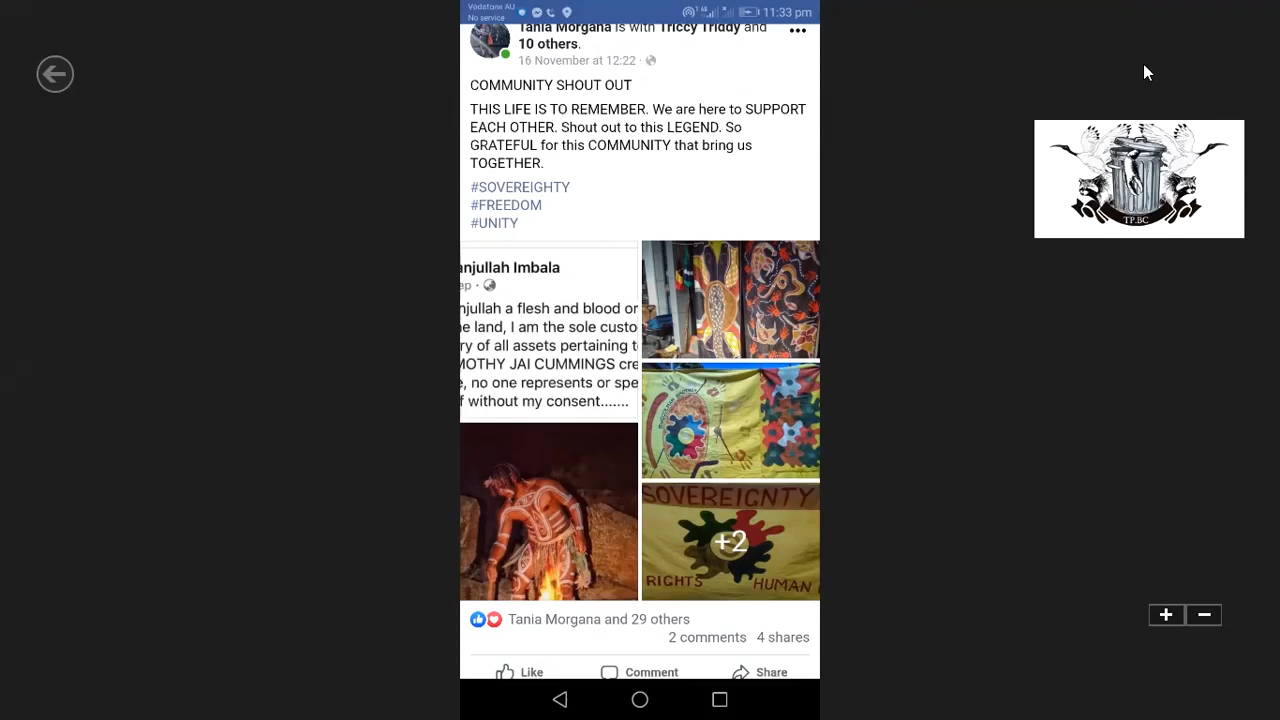 Vodafone AU
No service
11:33 pm
Tania Morgana is with Triccy Triddy and
10 others.
16 November at 12:22 ·
COMMUNITY SHOUT OUT
THIS LIFE IS TO REMEMBER. We are here to SUPPORT
EACH OTHER. Shout out to this LEGEND. So
GRATEFUL for this COMMUNITY that bring us
TOGETHER.
#SOVEREIGHTY
#FREEDOM
#UNITY
anjullah Imbala
ep ·
njullah a flesh and blood or
ne land, I am the sole custo
ry of all assets pertaining to
MOTHY JAI CUMMINGS cre
e, no one represents or spe
f without my consent.......
SOVEREIGNTY
+2
RIGHTS HUMAN
Tania Morgana and 29 others
2 comments 4 shares
Like Comment Share
TP.BC
+ −